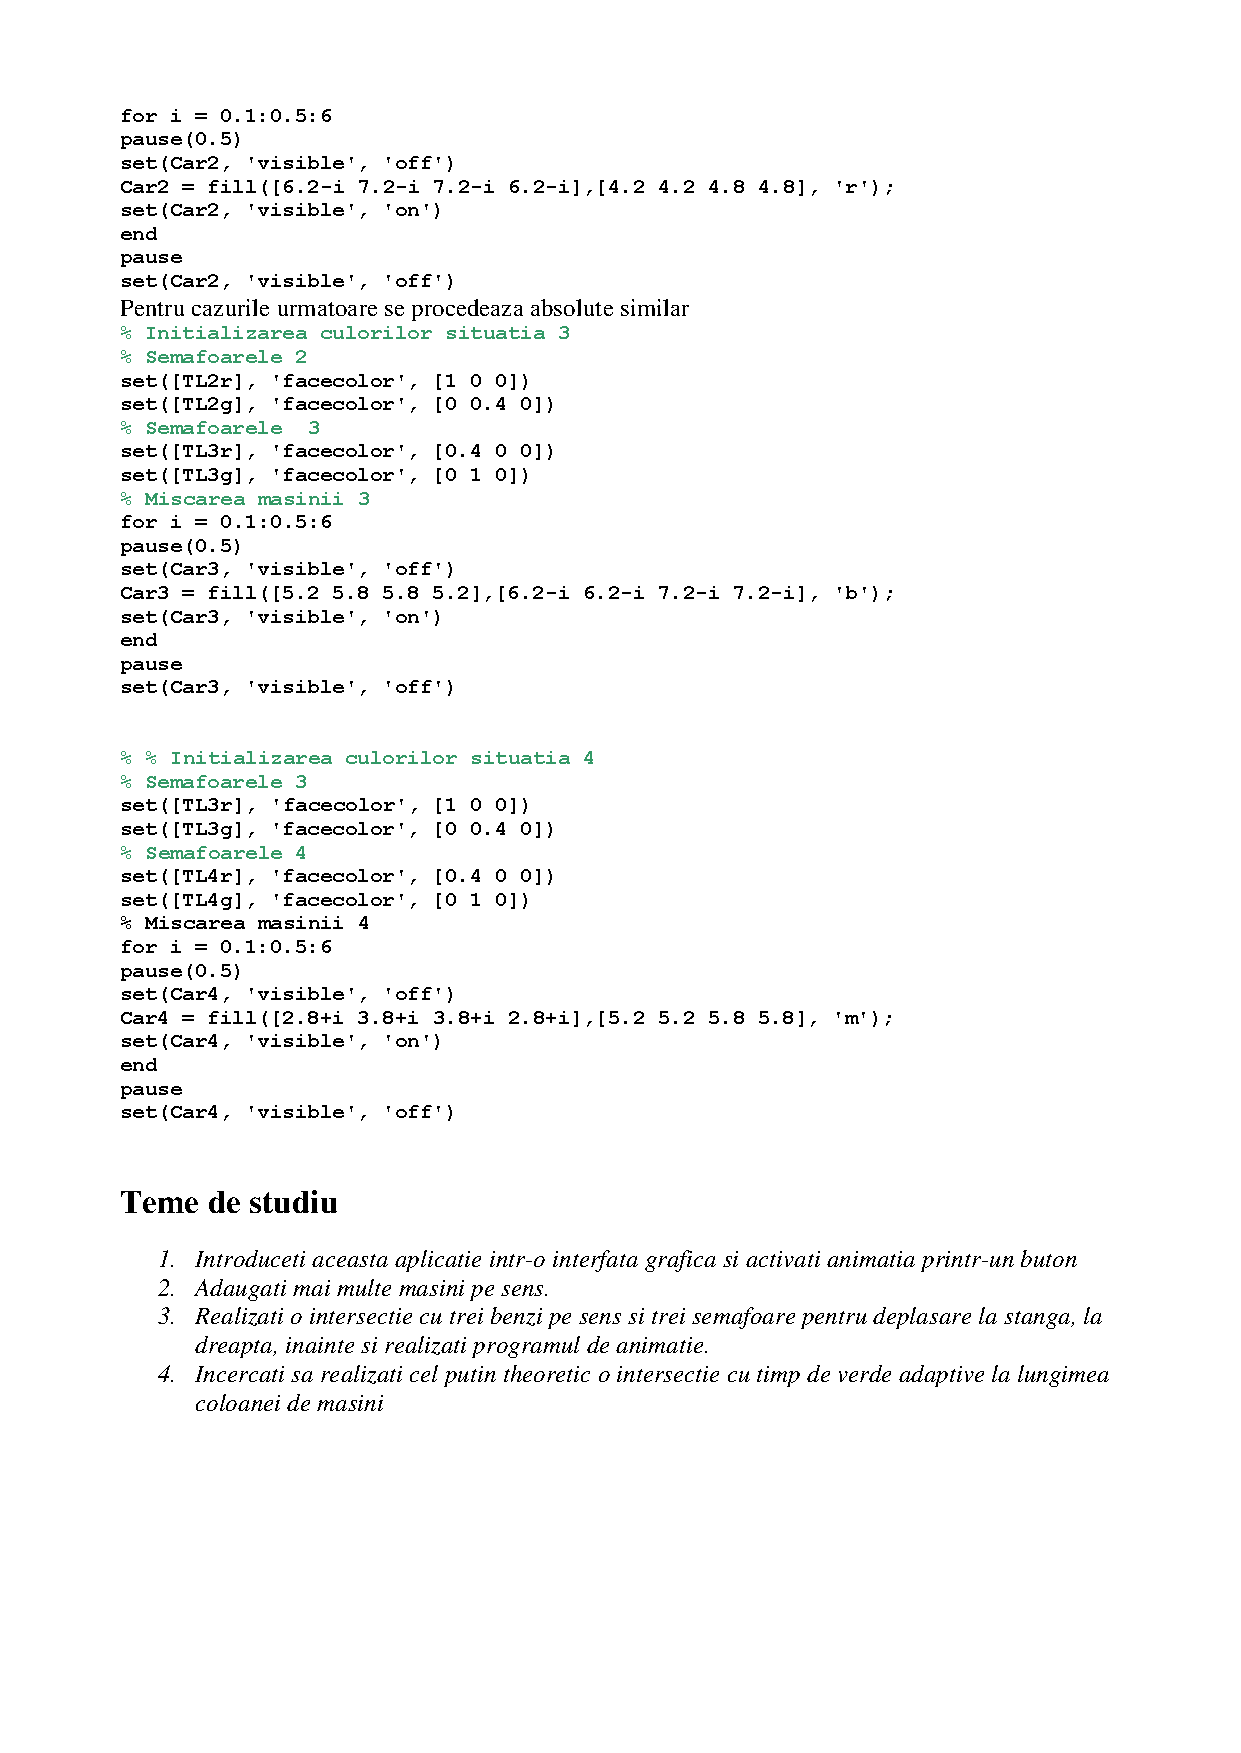 for i = 0.1:0.5:6
pause(0.5)
set(Car2, 'visible', 'off')
Car2 = fill([6.2-i 7.2-i 7.2-i 6.2-i],[4.2 4.2 4.8 4.8], 'r');
set(Car2, 'visible', 'on')
end
pause
set(Car2, 'visible', 'off')
Pentru cazurile urmatoare se procedeaza absolute similar
% Initializarea culorilor situatia 3
% Semafoarele 2
set([TL2r], 'facecolor', [1 0 0])
set([TL2g], 'facecolor', [0 0.4 0])
% Semafoarele  3
set([TL3r], 'facecolor', [0.4 0 0])
set([TL3g], 'facecolor', [0 1 0])
% Miscarea masinii 3
for i = 0.1:0.5:6
pause(0.5)
set(Car3, 'visible', 'off')
Car3 = fill([5.2 5.8 5.8 5.2],[6.2-i 6.2-i 7.2-i 7.2-i], 'b');
set(Car3, 'visible', 'on')
end
pause
set(Car3, 'visible', 'off')
% % Initializarea culorilor situatia 4
% Semafoarele 3
set([TL3r], 'facecolor', [1 0 0])
set([TL3g], 'facecolor', [0 0.4 0])
% Semafoarele 4
set([TL4r], 'facecolor', [0.4 0 0])
set([TL4g], 'facecolor', [0 1 0])
% Miscarea masinii 4
for i = 0.1:0.5:6
pause(0.5)
set(Car4, 'visible', 'off')
Car4 = fill([2.8+i 3.8+i 3.8+i 2.8+i],[5.2 5.2 5.8 5.8], 'm');
set(Car4, 'visible', 'on')
end
pause
set(Car4, 'visible', 'off')
Teme de studiu
1. Introduceti aceasta aplicatie intr-o interfata grafica si activati animatia printr-un buton
2. Adaugati mai multe masini pe sens.
3. Realizati o intersectie cu trei benzi pe sens si trei semafoare pentru deplasare la stanga, la
dreapta, inainte si realizati programul de animatie.
4. Incercati sa realizati cel putin theoretic o intersectie cu timp de verde adaptive la lungimea
coloanei de masini